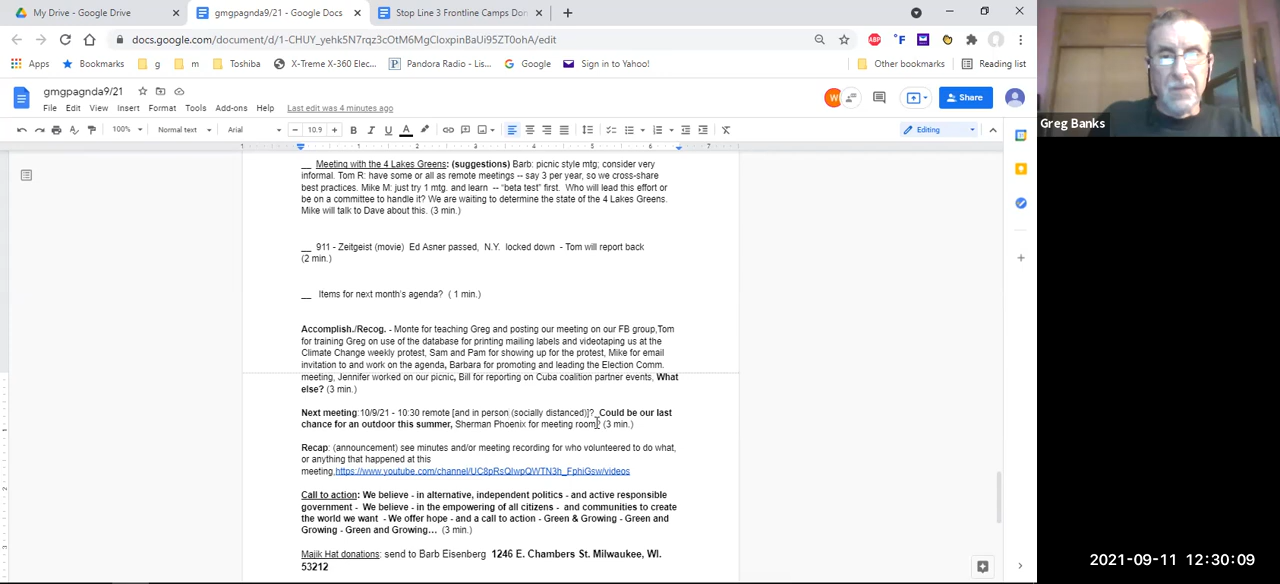 My Drive - Google Drive
gmgpagnda9/21 - Google Docs
Stop Line 3 Frontline Camps Don
docs.google.com/document/d/1-CHUY_yehk5N7rqz3cOtM6MgCloxpinBaUi95ZT0ohA/edit
Apps Bookmarks g m Toshiba X-Treme X-360 Elec... Pandora Radio - Lis... Google Sign in to Yahoo! Other bookmarks Reading list
gmgpagnda9/21
File Edit View Insert Format Tools Add-ons Help Last edit was 4 minutes ago
Share
100% Normal text Arial 10.9 Editing
Greg Banks
__ Meeting with the 4 Lakes Greens: (suggestions) Barb: picnic style mtg; consider very
informal. Tom R: have some or all as remote meetings -- say 3 per year, so we cross-share
best practices. Mike M: just try 1 mtg. and learn -- "beta test" first. Who will lead this effort or
be on a committee to handle it? We are waiting to determine the state of the 4 Lakes Greens.
Mike will talk to Dave about this. (3 min.)
__ 911 - Zeitgeist (movie) Ed Asner passed, N.Y. locked down - Tom will report back
(2 min.)
__ Items for next month's agenda? ( 1 min.)
Accomplish./Recog. - Monte for teaching Greg and posting our meeting on our FB group,Tom
for training Greg on use of the database for printing mailing labels and videotaping us at the
Climate Change weekly protest, Sam and Pam for showing up for the protest, Mike for email
invitation to and work on the agenda, Barbara for promoting and leading the Election Comm.
meeting, Jennifer worked on our picnic, Bill for reporting on Cuba coalition partner events, What
else? (3 min.)
Next meeting:10/9/21 - 10:30 remote [and in person (socially distanced)]? Could be our last
chance for an outdoor this summer, Sherman Phoenix for meeting room? (3 min.)
Recap: (announcement) see minutes and/or meeting recording for who volunteered to do what,
or anything that happened at this
meeting.https://www.youtube.com/channel/UC8pRsQIwpQWTN3h_FphiGsw/videos
Call to action: We believe - in alternative, independent politics - and active responsible
government - We believe - in the empowering of all citizens - and communities to create
the world we want - We offer hope - and a call to action - Green & Growing - Green and
Growing - Green and Growing... (3 min.)
Majik Hat donations: send to Barb Eisenberg 1246 E. Chambers St. Milwaukee, WI.
53212
2021-09-11 12:30:09